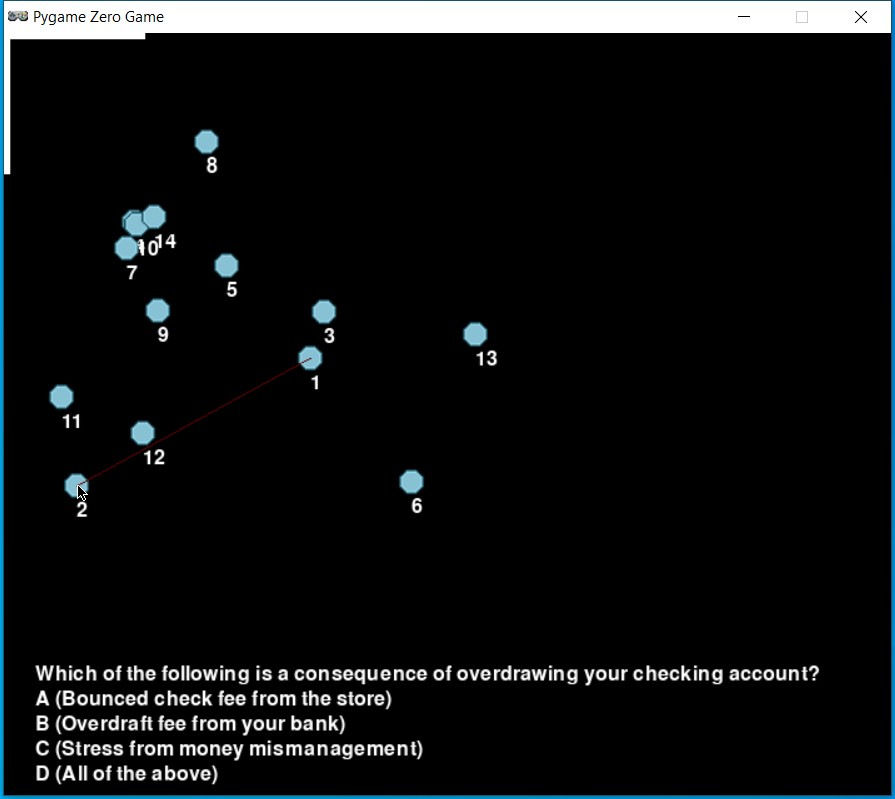 Pygame Zero Game
8
14
10
7
5
9
3
13
1
11
12
2
6
Which of the following is a consequence of overdrawing your checking account?
A (Bounced check fee from the store)
B (Overdraft fee from your bank)
C (Stress from money mismanagement)
D (All of the above)